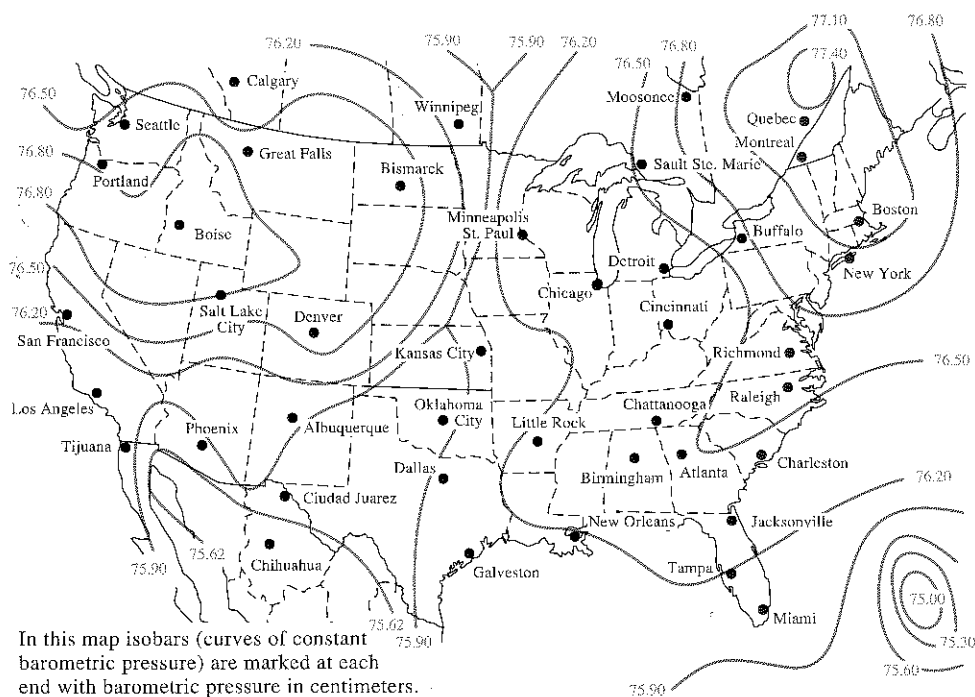 76.20 75.90 75.90 76.20 76.80 77.10 76.80
76.50 77.40
76.50 Calgary
Moosonee
Winnipeg
Seattle Quebec
Great Falls Montreal
76.80 Sault Ste. Marie
Bismarck
Portland
76.80
Minneapolis
St. Paul
Boston
Boise Buffalo
Detroit
New York
76.50
Chicago
Salt Lake
City
Denver Cincinnati
76.20
San Francisco
Kansas City Richmond
76.50
Raleigh
Los Angeles
Oklahoma
City
Chattanooga
Phoenix Albuquerque Little Rock
Tijuana
Dallas
Birmingham Atlanta Charleston
76.20
Ciudad Juarez
New Orleans Jacksonville
75.62
75.90
Chihuahua Galveston Tampa
75.00
Miami
75.62
75.90
75.30
75.60
75.90
In this map isobars (curves of constant
barometric pressure) are marked at each
end with barometric pressure in centimeters.